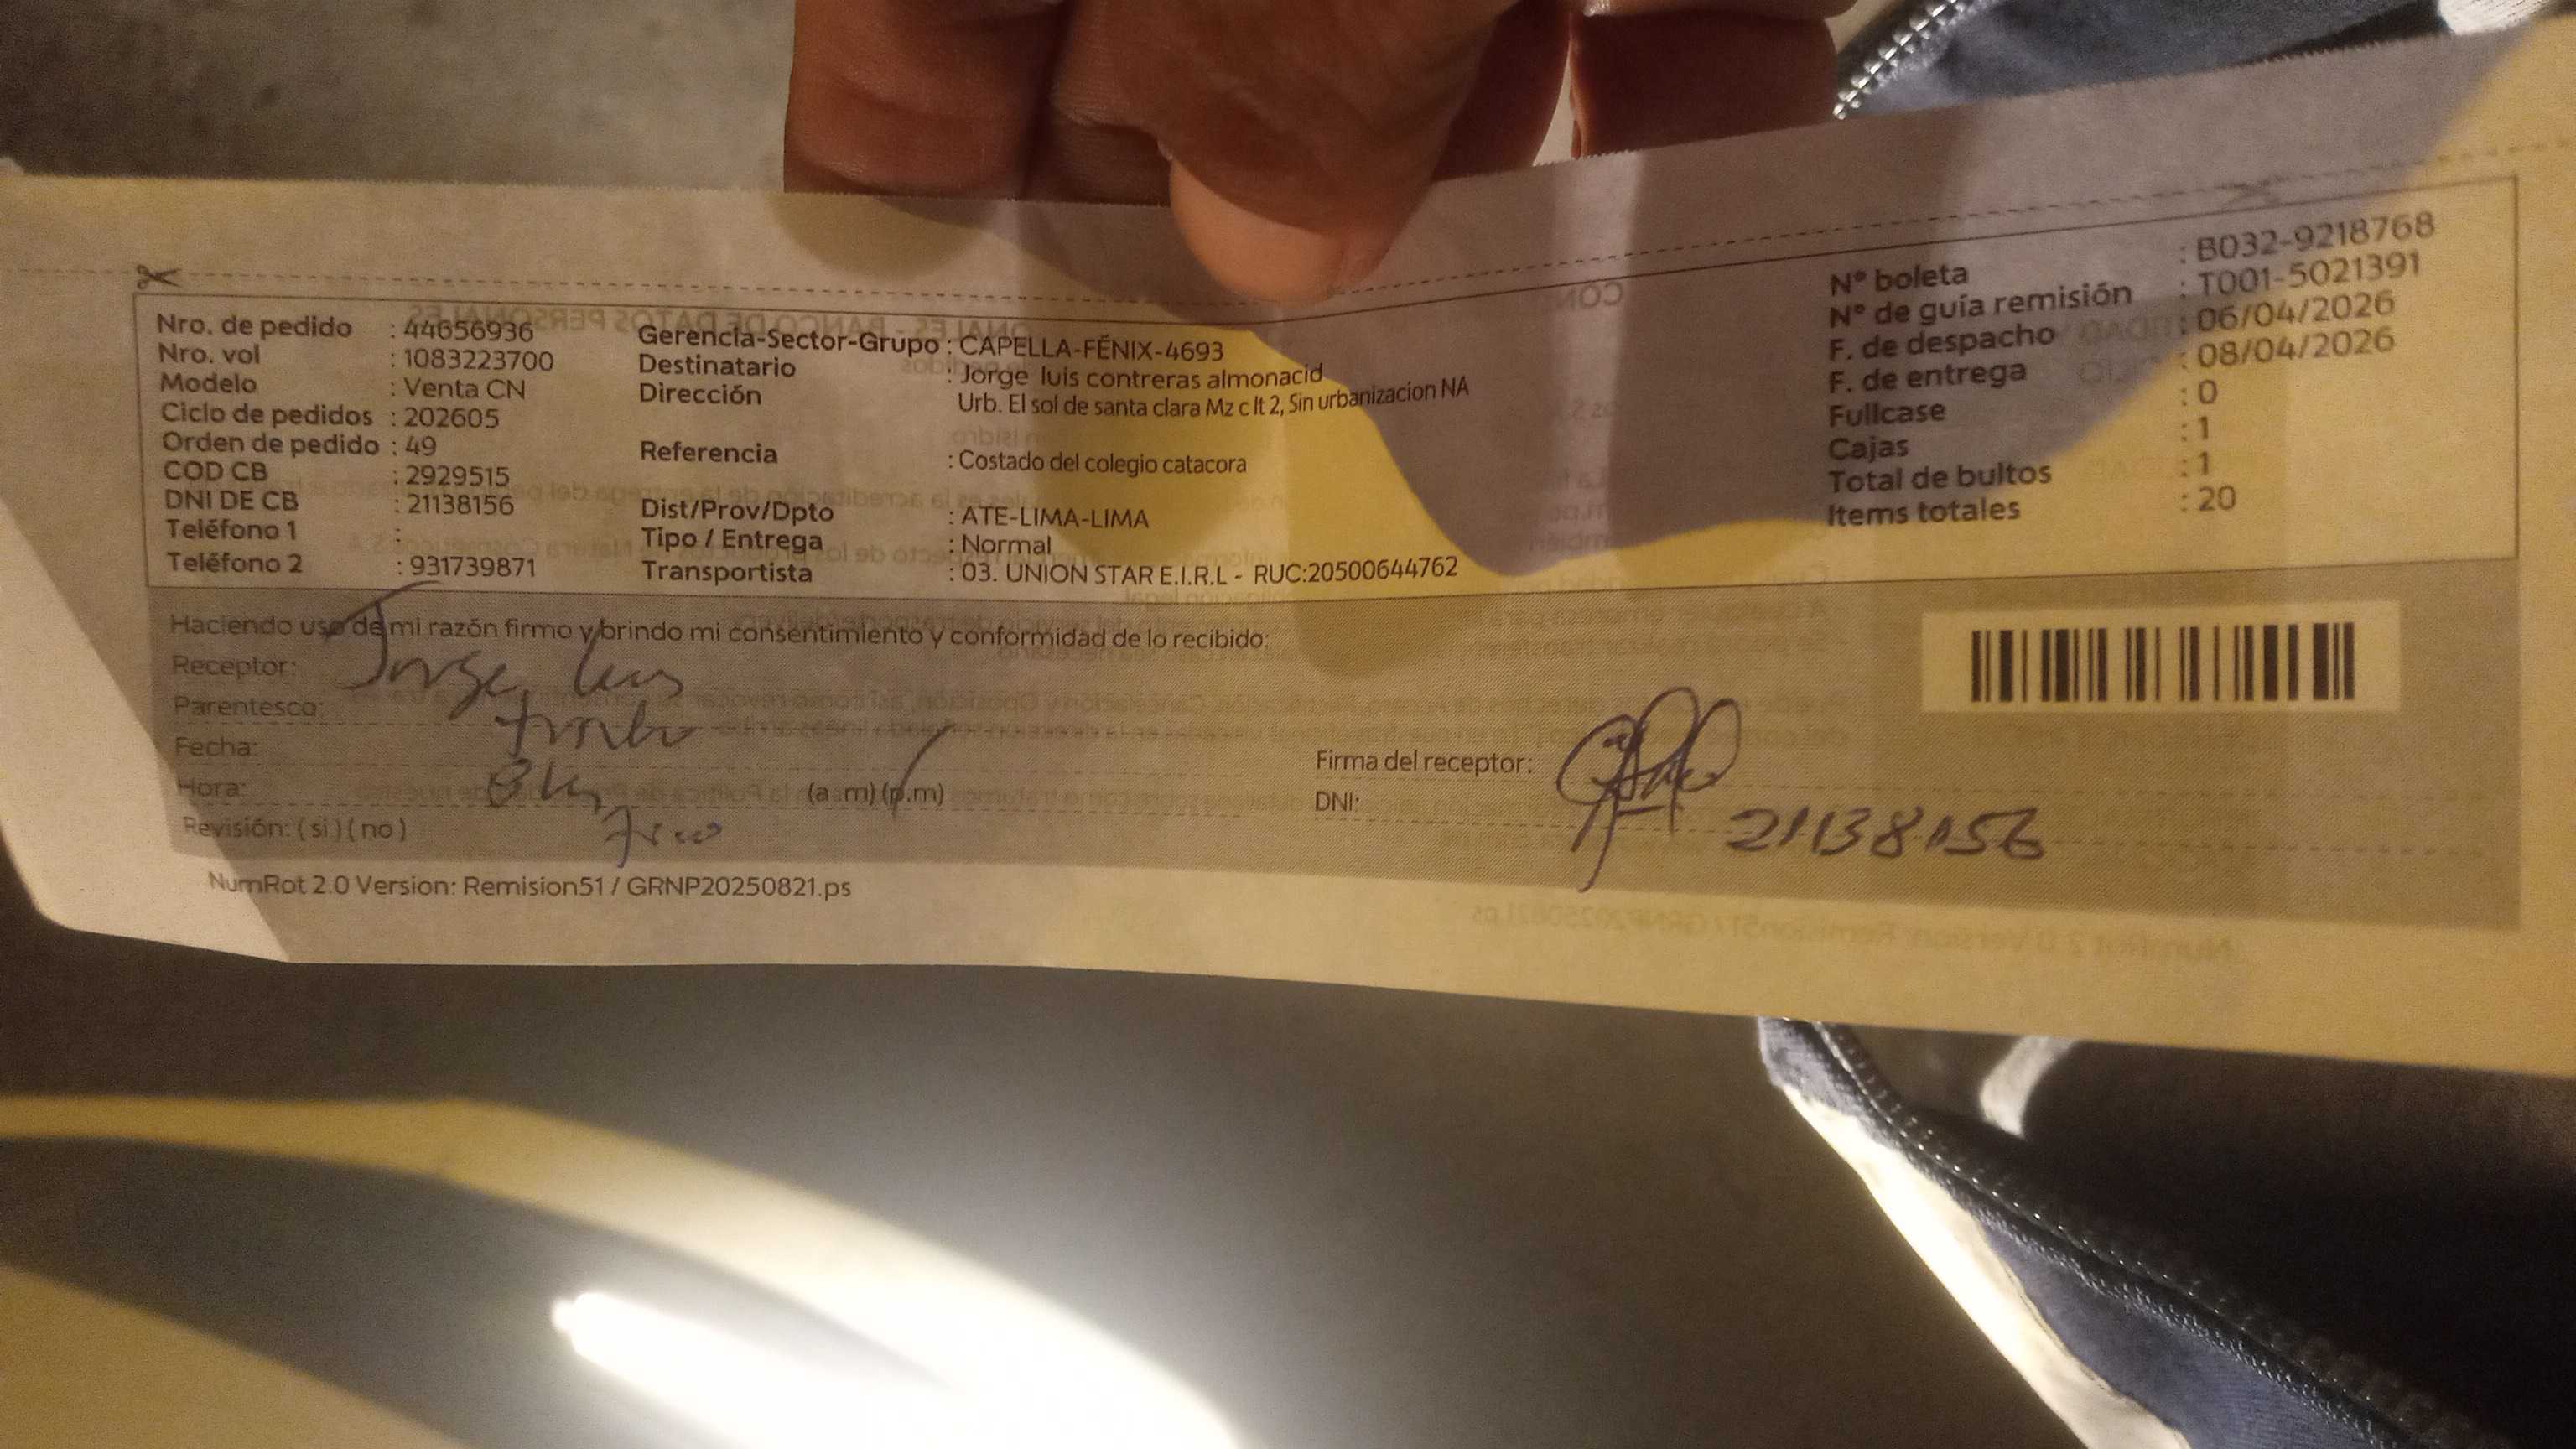 Nro. de pedido : 44656936
Nro. vol : 1083223700
Modelo : Venta CN
Ciclo de pedidos : 202605
Orden de pedido : 49
COD CB : 2929515
DNI DE CB : 21138156
Teléfono 1 :
Teléfono 2 : 931739871
Gerencia-Sector-Grupo : CAPELLA-FÉNIX-4693
Destinatario : Jorge luis contreras almonacid
Dirección Urb. El sol de santa clara Mz c lt 2, Sin urbanizacion NA
Referencia : Costado del colegio catacora
Dist/Prov/Dpto : ATE-LIMA-LIMA
Tipo / Entrega : Normal
Transportista : 03. UNION STAR E.I.R.L - RUC:20500644762
N° boleta : B032-9218768
N° de guía remisión : T001-5021391
F. de despacho : 06/04/2026
F. de entrega : 08/04/2026
Fullcase : 0
Cajas : 1
Total de bultos : 1
Items totales : 20
Haciendo uso de mi razón firmo y brindo mi consentimiento y conformidad de lo recibido:
Receptor: Jorge Luis
Parentesco:
Fecha:
Hora: (a.m) (p.m)
Revisión: (si) (no)
Firma del receptor:
DNI: 21138156
NumRot 2.0 Version: Remision51 / GRNP20250821.ps